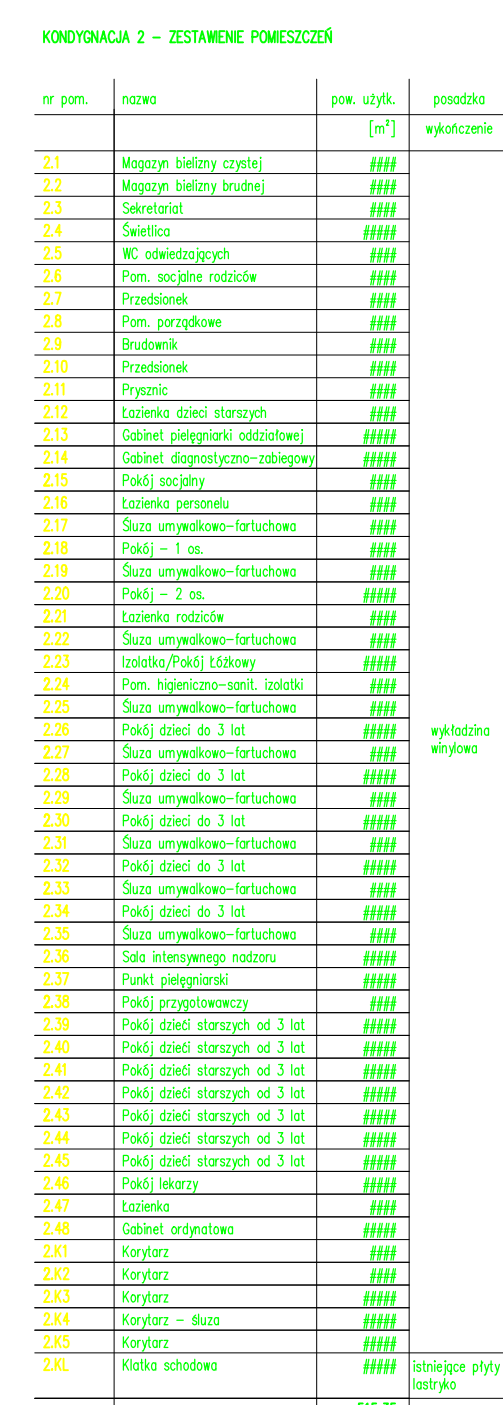 KONDYGNACJA 2 – ZESTAWIENIE POMIESZCZEŃ
nr pom. nazwa pow. użytk. posadzka
[m²] wykończenie
2.1 Magazyn bielizny czystej ####
2.2 Magazyn bielizny brudnej ####
2.3 Sekretariat ####
2.4 Świetlica #####
2.5 WC odwiedzających ####
2.6 Pom. socjalne rodziców ####
2.7 Przedsionek ####
2.8 Pom. porządkowe ####
2.9 Brudownik ####
2.10 Przedsionek ####
2.11 Prysznic ####
2.12 Łazienka dzieci starszych ####
2.13 Gabinet pielęgniarki oddziałowej #####
2.14 Gabinet diagnostyczno–zabiegowy #####
2.15 Pokój socjalny ####
2.16 Łazienka personelu ####
2.17 Śluza umywalkowo–fartuchowa ####
2.18 Pokój – 1 os. ####
2.19 Śluza umywalkowo–fartuchowa ####
2.20 Pokój – 2 os. #####
2.21 Łazienka rodziców ####
2.22 Śluza umywalkowo–fartuchowa ####
2.23 Izolatka/Pokój Łóżkowy #####
2.24 Pom. higieniczno–sanit. izolatki ####
2.25 Śluza umywalkowo–fartuchowa ####
2.26 Pokój dzieci do 3 lat ##### wykładzina
2.27 Śluza umywalkowo–fartuchowa #### winylowa
2.28 Pokój dzieci do 3 lat #####
2.29 Śluza umywalkowo–fartuchowa ####
2.30 Pokój dzieci do 3 lat #####
2.31 Śluza umywalkowo–fartuchowa ####
2.32 Pokój dzieci do 3 lat #####
2.33 Śluza umywalkowo–fartuchowa ####
2.34 Pokój dzieci do 3 lat #####
2.35 Śluza umywalkowo–fartuchowa ####
2.36 Sala intensywnego nadzoru #####
2.37 Punkt pielęgniarski #####
2.38 Pokój przygotowawczy ####
2.39 Pokój dzieći starszych od 3 lat #####
2.40 Pokój dzieći starszych od 3 lat #####
2.41 Pokój dzieći starszych od 3 lat #####
2.42 Pokój dzieći starszych od 3 lat #####
2.43 Pokój dzieći starszych od 3 lat #####
2.44 Pokój dzieći starszych od 3 lat #####
2.45 Pokój dzieći starszych od 3 lat #####
2.46 Pokój lekarzy #####
2.47 Łazienka ####
2.48 Gabinet ordynatowa #####
2.K1 Korytarz ####
2.K2 Korytarz ####
2.K3 Korytarz #####
2.K4 Korytarz – śluza #####
2.K5 Korytarz #####
2.KL Klatka schodowa ##### istniejące płyty
lastryko